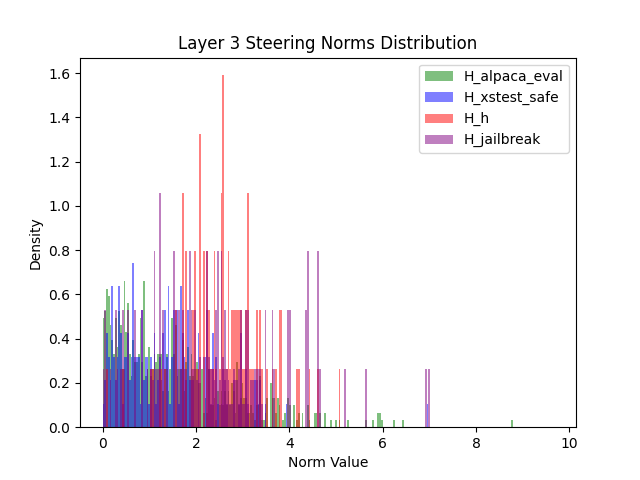 Layer 3 Steering Norms Distribution
H_alpaca_eval
H_xstest_safe
H_h
H_jailbreak
Density
1.6
1.4
1.2
1.0
0.8
0.6
0.4
0.2
0.0
0
2
4
6
8
10
Norm Value